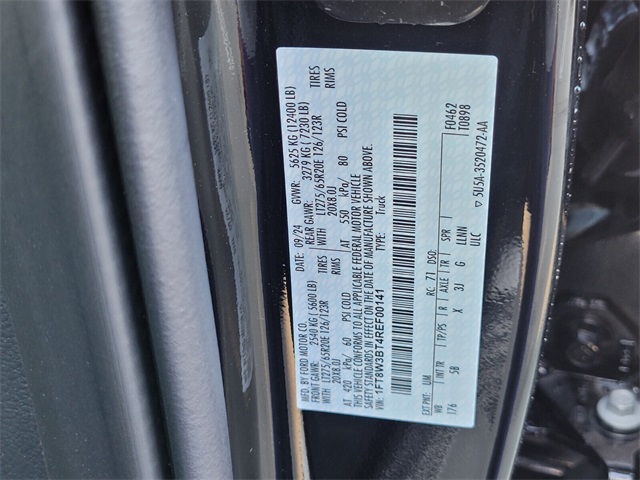 MFD. BY FORD MOTOR CO.
DATE: 09/24 GVWR: 5625 KG (12400 LB)
FRONT GAWR: 2540 KG (5600 LB) REAR GAWR: 3279 KG (7230 LB)
WITH LT275/65R20E 126/123R TIRES WITH LT275/65R20E 126/123R TIRES
20X8.0J RIMS 20X8.0J RIMS
AT 420 kPa/ 60 PSI COLD AT 550 kPa/ 80 PSI COLD
THIS VEHICLE CONFORMS TO ALL APPLICABLE FEDERAL MOTOR VEHICLE
SAFETY STANDARDS IN EFFECT ON THE DATE OF MANUFACTURE SHOWN ABOVE.
VIN: 1FT8W3BT4REF00141 TYPE: Truck
F0462
T0898
EXT PNT: UM RC: 71 DSO:
WB INT TR TP/PS R AXLE TR SPR
176 5B X 3J G LLNN
ULC
5U5A-3520472-AA